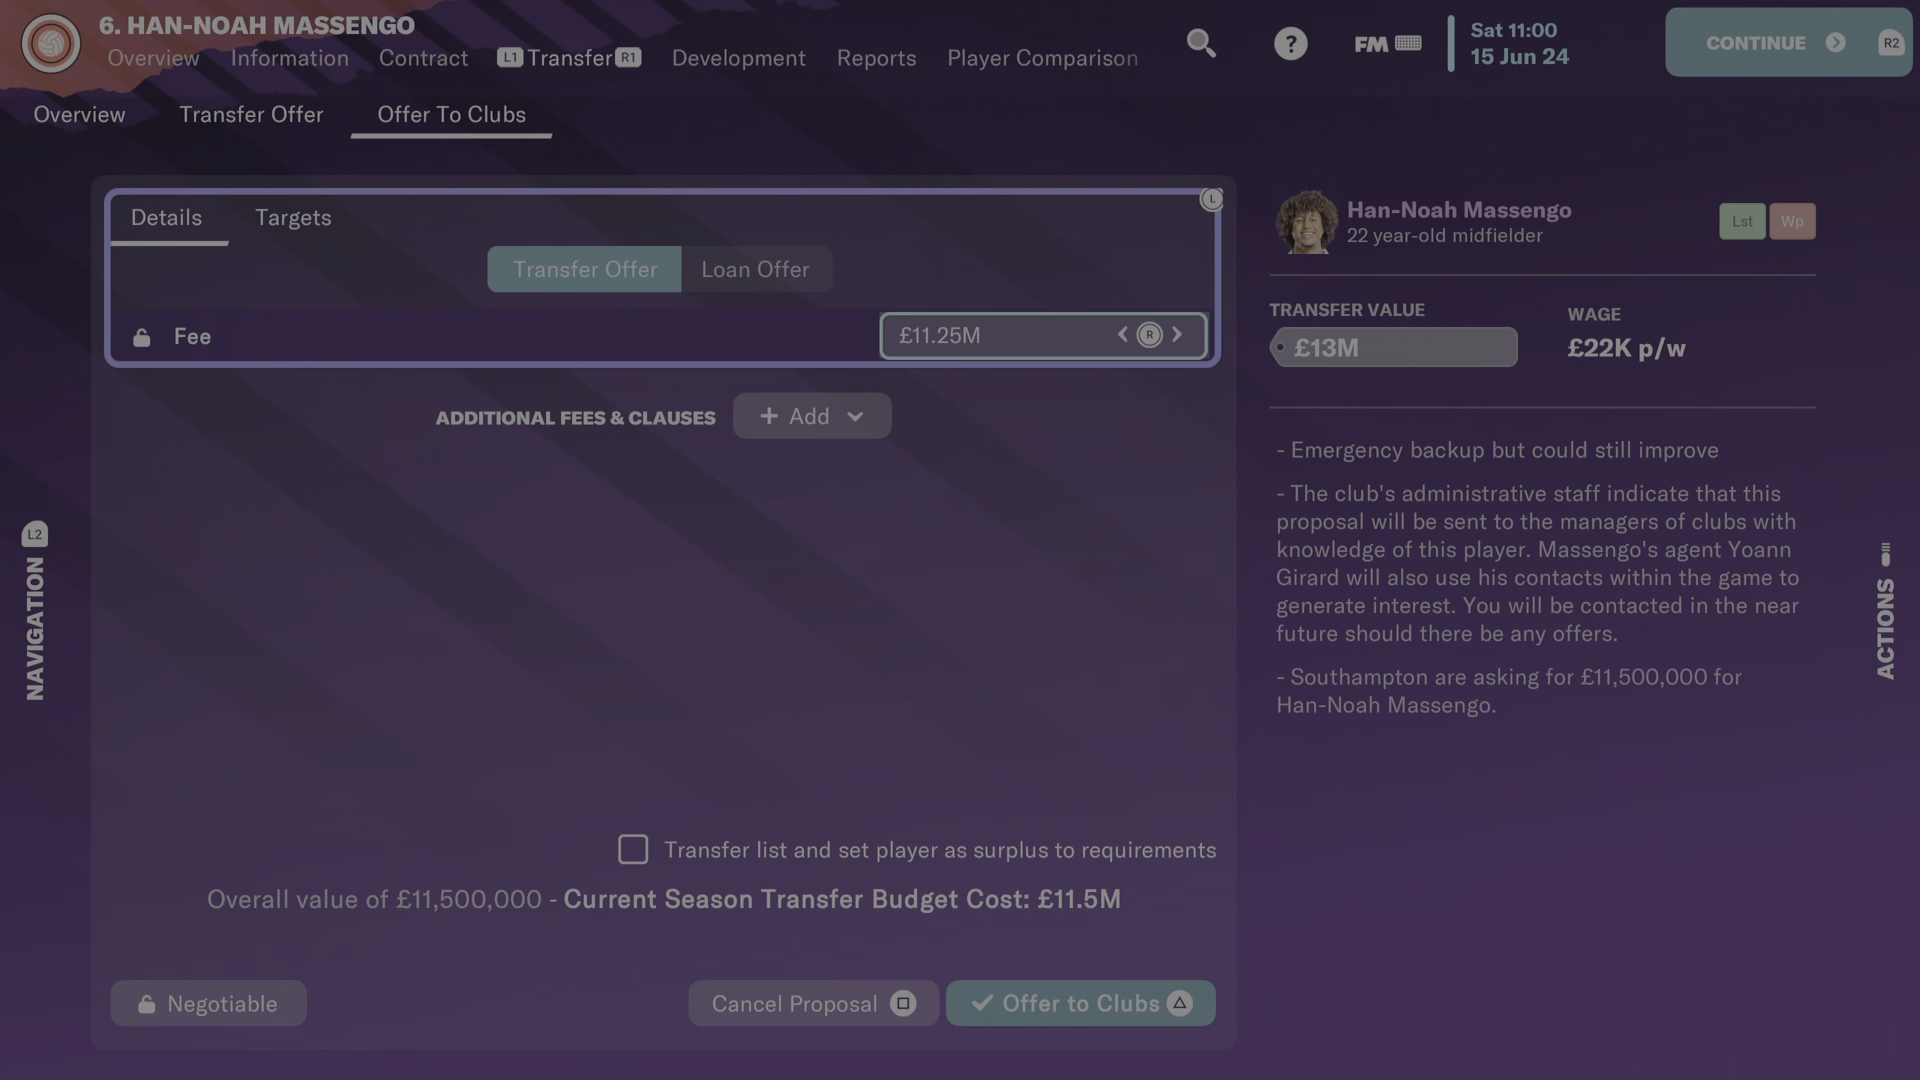 6. HAN-NOAH MASSENGO
Overview Information Contract L1 Transfer R1 Development Reports Player Comparison
? FM Sat 11:00
15 Jun 24
CONTINUE R2
Overview Transfer Offer Offer To Clubs
Details Targets
L
Transfer Offer Loan Offer
Fee £11.25M R
ADDITIONAL FEES & CLAUSES + Add
Transfer list and set player as surplus to requirements
Overall value of £11,500,000 - Current Season Transfer Budget Cost: £11.5M
Negotiable Cancel Proposal Offer to Clubs
Han-Noah Massengo
22 year-old midfielder
Lst Wp
TRANSFER VALUE WAGE
£13M £22K p/w
- Emergency backup but could still improve
- The club's administrative staff indicate that this
proposal will be sent to the managers of clubs with
knowledge of this player. Massengo's agent Yoann
Girard will also use his contacts within the game to
generate interest. You will be contacted in the near
future should there be any offers.
- Southampton are asking for £11,500,000 for
Han-Noah Massengo.
NAVIGATION L2
ACTIONS